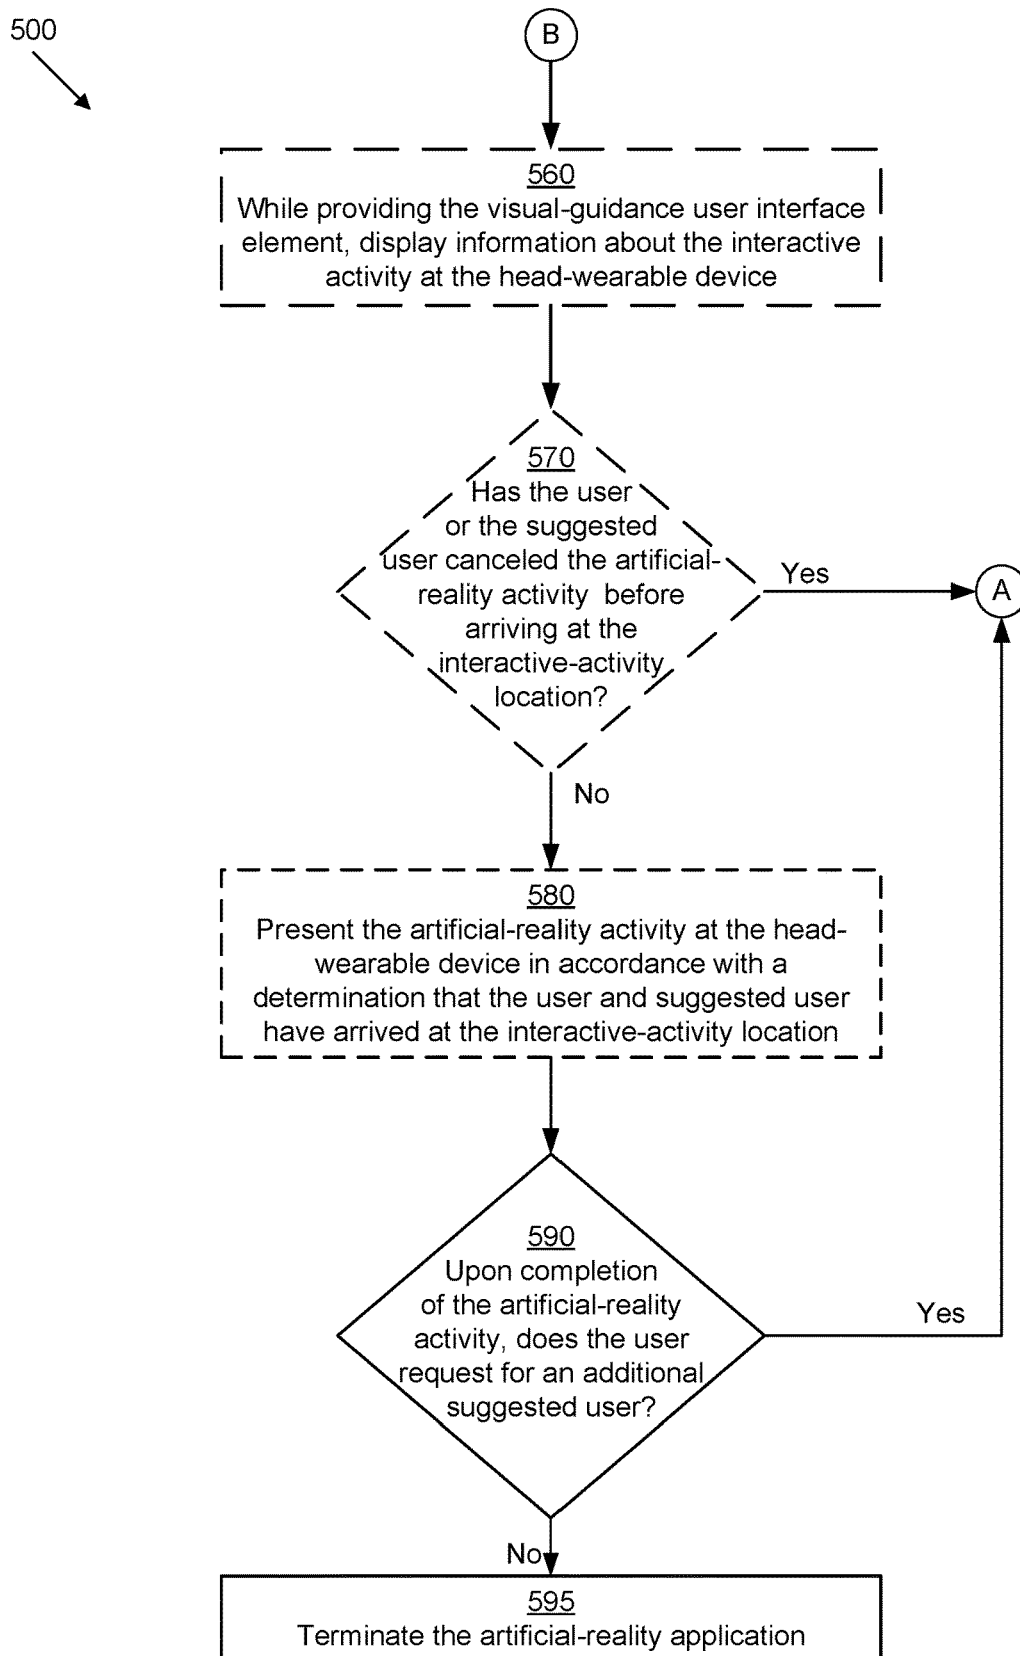 500
B
560
While providing the visual-guidance user interface
element, display information about the interactive
activity at the head-wearable device
570
Has the user
or the suggested
user canceled the artificial-
reality activity before
arriving at the
interactive-activity
location?
Yes
A
No
580
Present the artificial-reality activity at the head-
wearable device in accordance with a
determination that the user and suggested user
have arrived at the interactive-activity location
590
Upon completion
of the artificial-reality
activity, does the user
request for an additional
suggested user?
Yes
No
595
Terminate the artificial-reality application